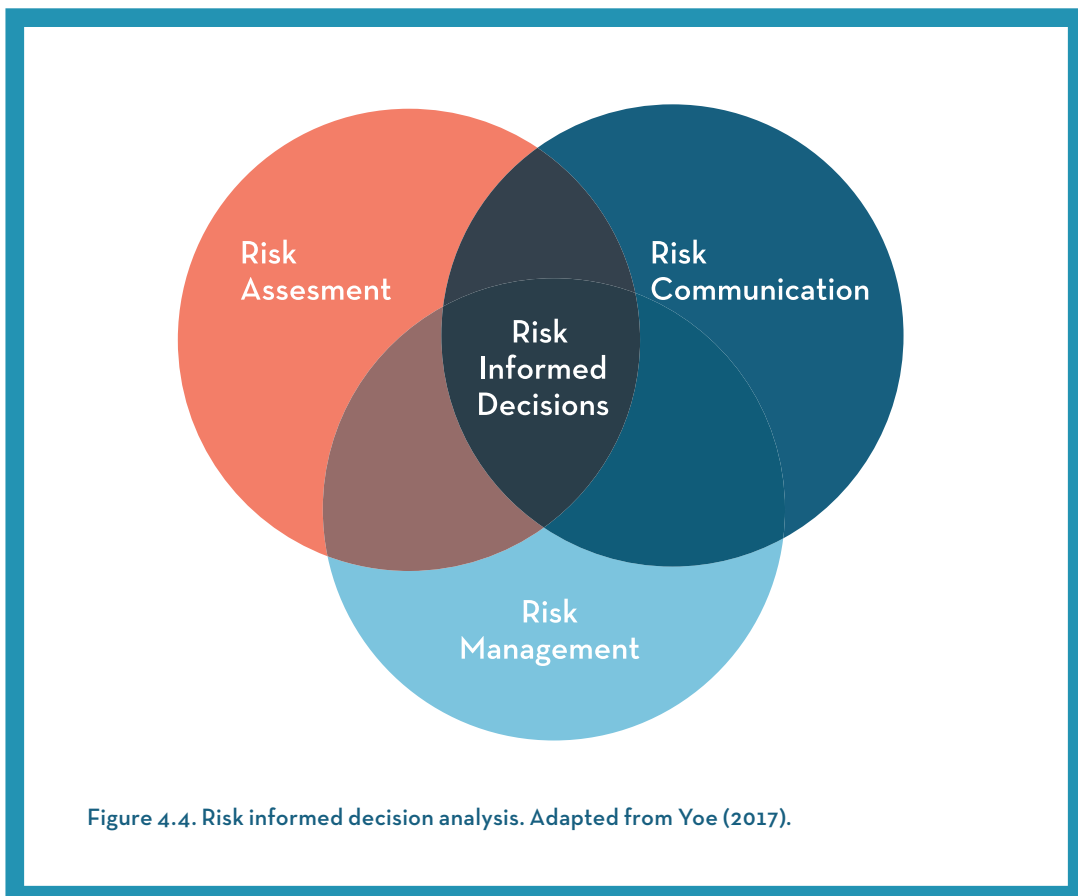 Risk
Assesment
Risk
Communication
Risk
Informed
Decisions
Risk
Management
Figure 4.4. Risk informed decision analysis. Adapted from Yoe (2017).